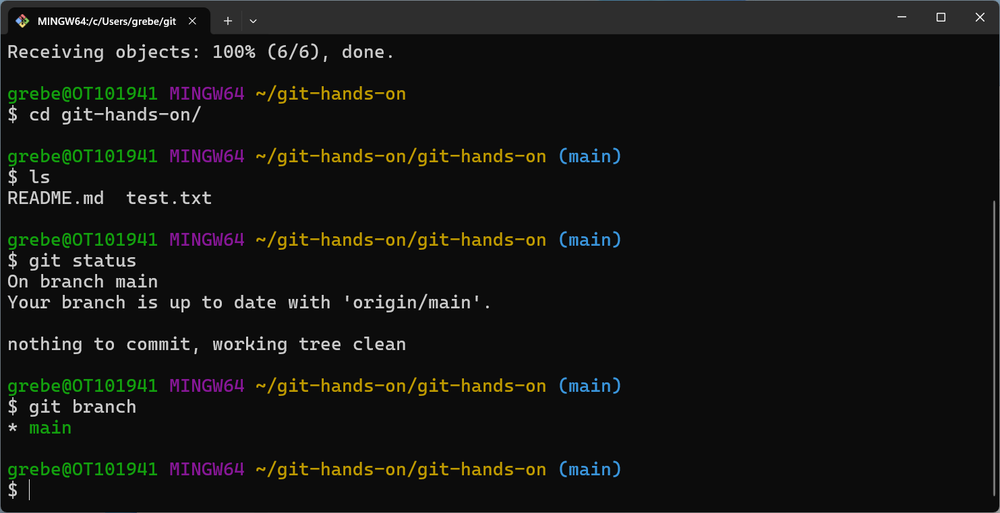 MINGW64:/c/Users/grebe/git
Receiving objects: 100% (6/6), done.
grebe@OT101941 MINGW64 ~/git-hands-on
$ cd git-hands-on/
grebe@OT101941 MINGW64 ~/git-hands-on/git-hands-on (main)
$ ls
README.md  test.txt
grebe@OT101941 MINGW64 ~/git-hands-on/git-hands-on (main)
$ git status
On branch main
Your branch is up to date with 'origin/main'.
nothing to commit, working tree clean
grebe@OT101941 MINGW64 ~/git-hands-on/git-hands-on (main)
$ git branch
* main
grebe@OT101941 MINGW64 ~/git-hands-on/git-hands-on (main)
$